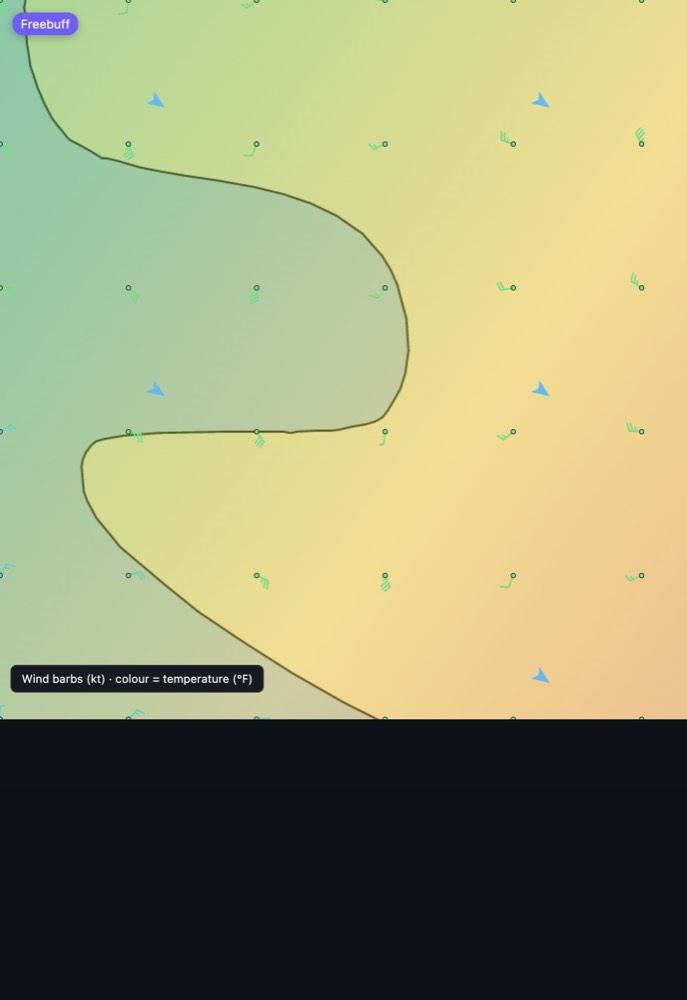 Freebuff
Wind barbs (kt) · colour = temperature (°F)